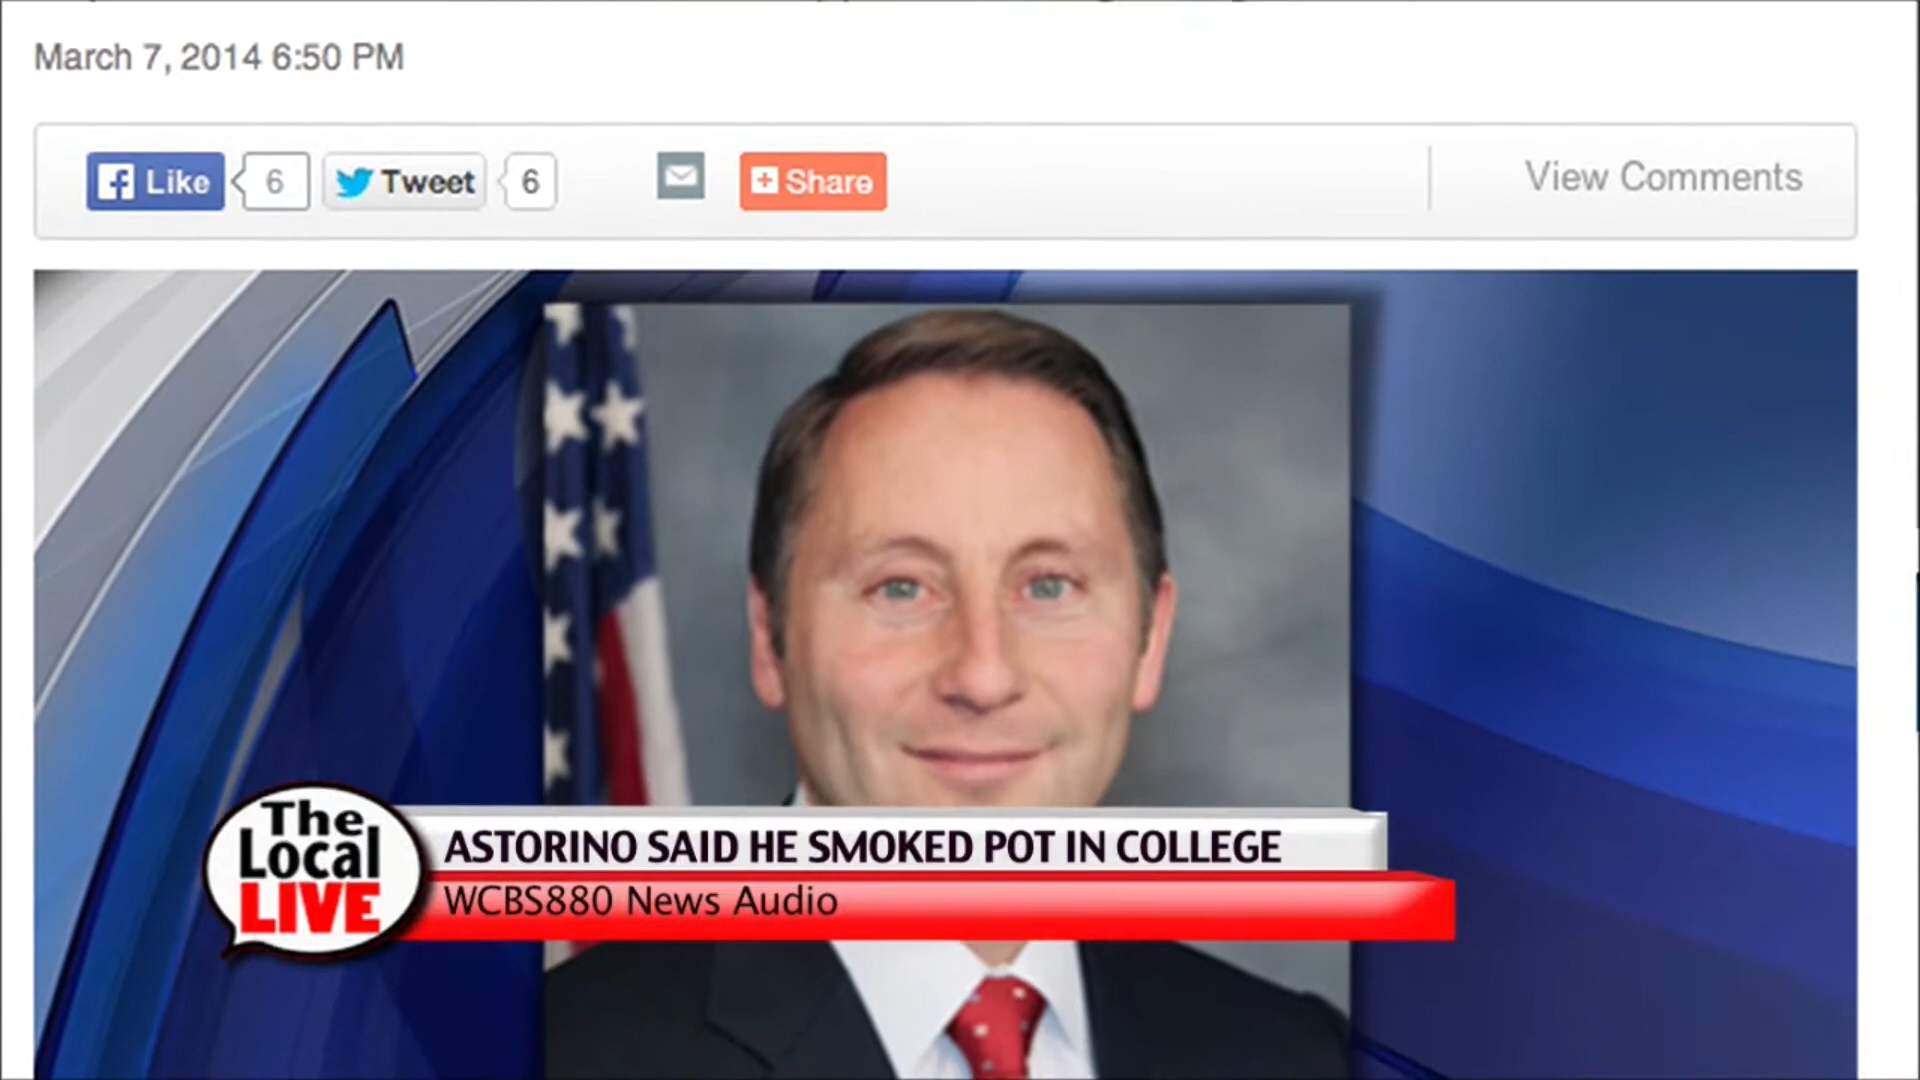 March 7, 2014 6:50 PM
Like 6 Tweet 6 Share View Comments
The
Local
LIVE
ASTORINO SAID HE SMOKED POT IN COLLEGE
WCBS880 News Audio